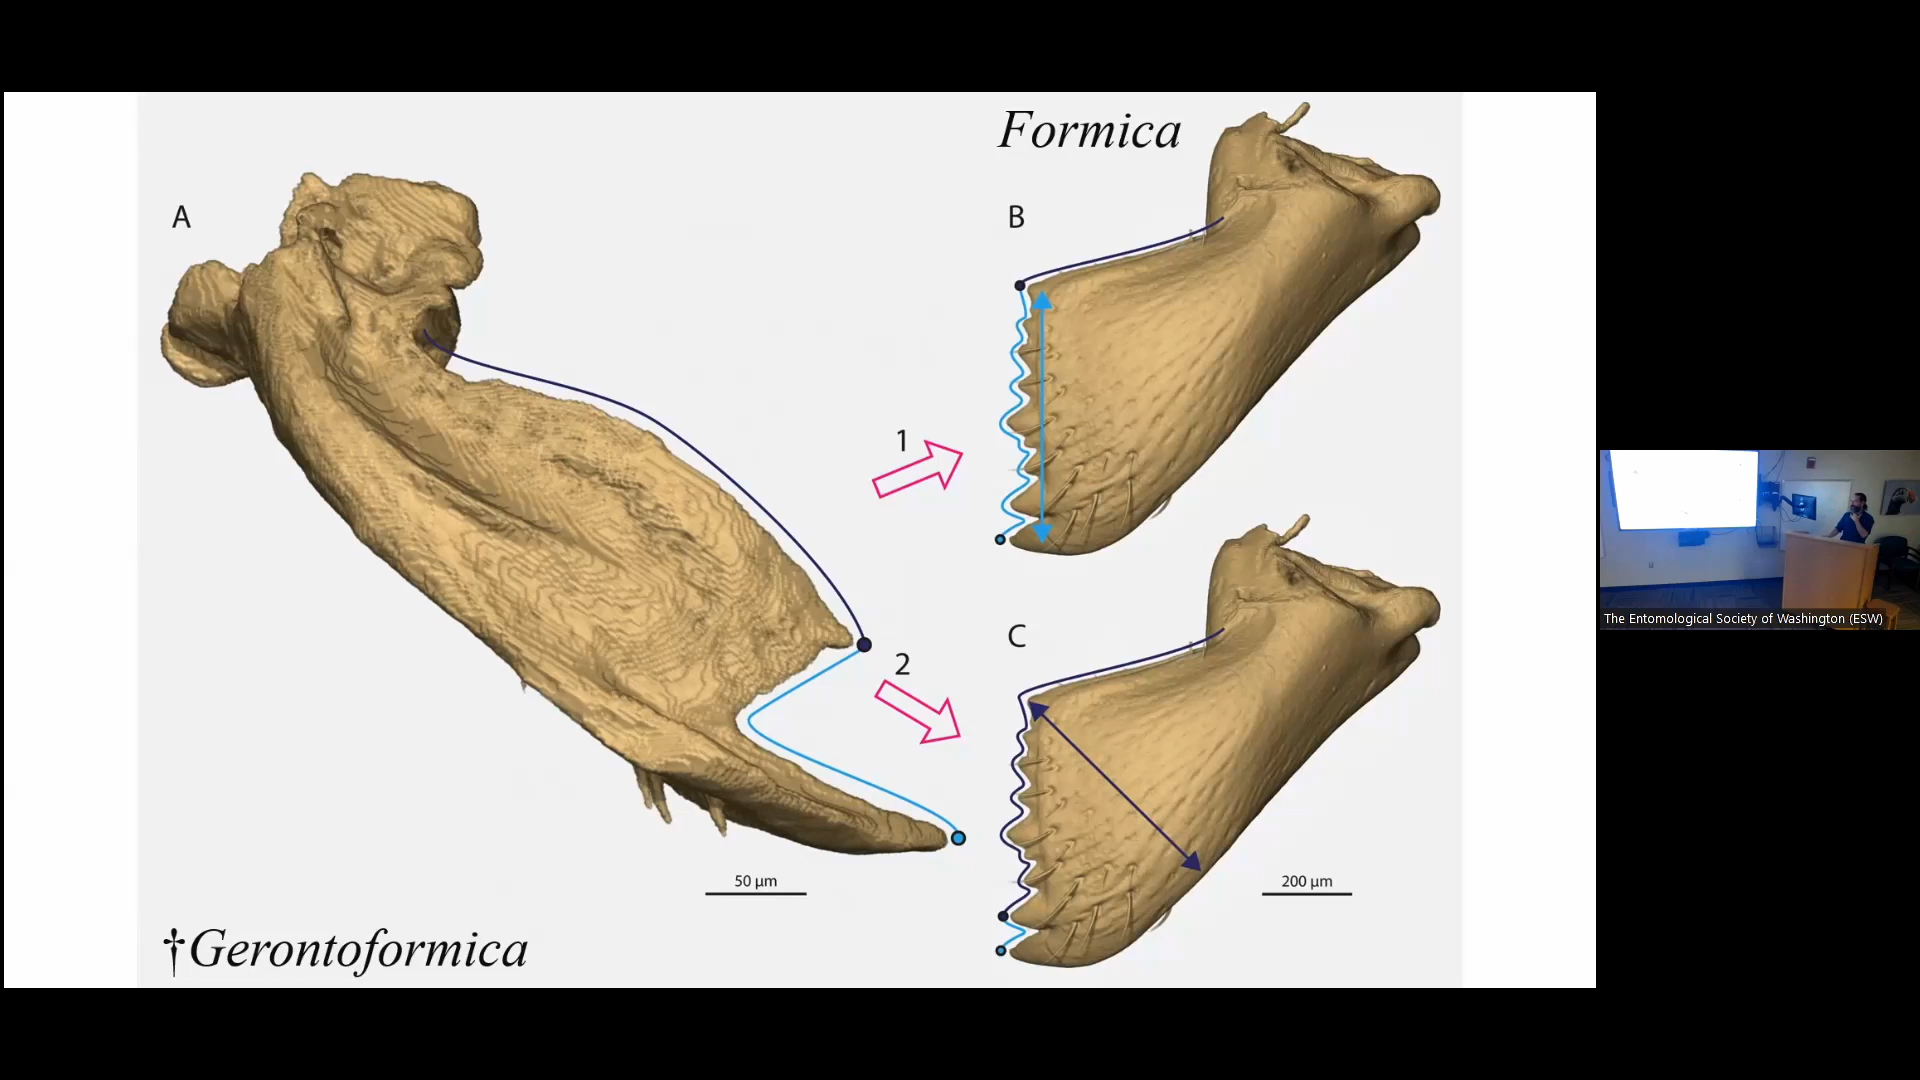 Formica
A
B
1
2
C
50 µm
200 µm
†Gerontoformica
The Entomological Society of Washington (ESW)